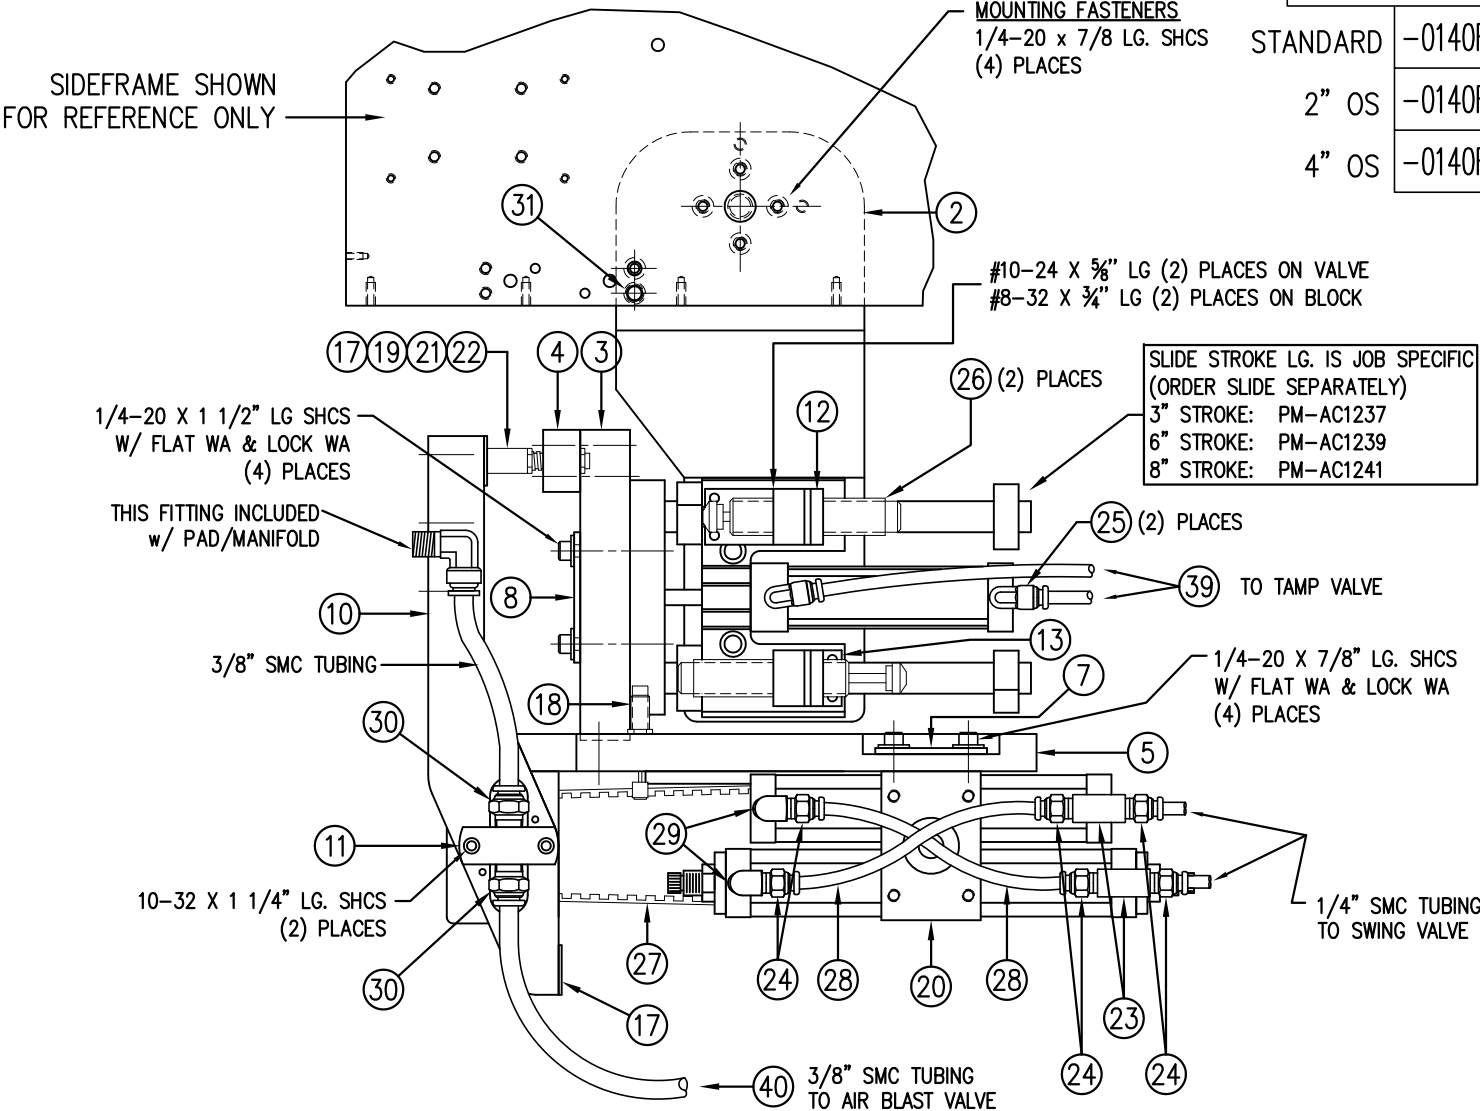 MOUNTING FASTENERS
1/4-20 x 7/8 LG. SHCS
(4) PLACES
STANDARD -0140
2" OS -0140
4" OS -0140
SIDEFRAME SHOWN
FOR REFERENCE ONLY
31
2
#10-24 X 5/8" LG (2) PLACES ON VALVE
#8-32 X 3/4" LG (2) PLACES ON BLOCK
17 19 21 22
4
3
26 (2) PLACES
12
SLIDE STROKE LG. IS JOB SPECIFIC
(ORDER SLIDE SEPARATELY)
3" STROKE: PM-AC1237
6" STROKE: PM-AC1239
8" STROKE: PM-AC1241
1/4-20 X 1 1/2" LG SHCS
W/ FLAT WA & LOCK WA
(4) PLACES
THIS FITTING INCLUDED
w/ PAD/MANIFOLD
25 (2) PLACES
39 TO TAMP VALVE
8
10
13
3/8" SMC TUBING
7
1/4-20 X 7/8" LG. SHCS
W/ FLAT WA & LOCK WA
(4) PLACES
18
30
5
29
11
10-32 X 1 1/4" LG. SHCS
(2) PLACES
1/4" SMC TUBING
TO SWING VALVE
30
27
24
28
20
28
23
17
24
24
40
3/8" SMC TUBING
TO AIR BLAST VALVE